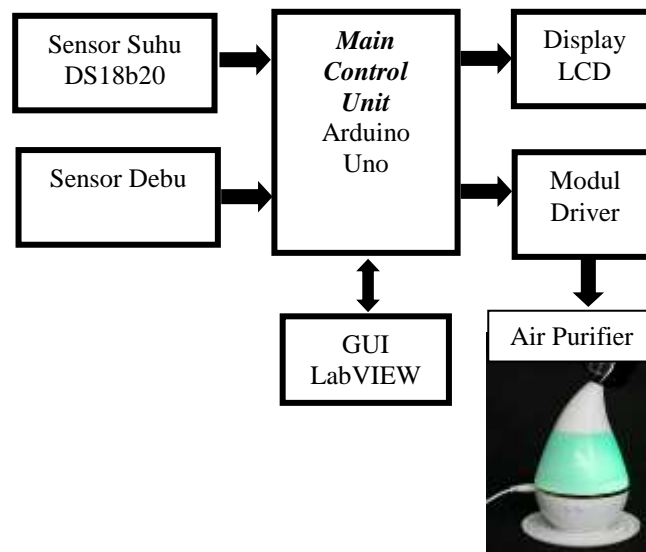 Sensor Suhu
DS18b20
Sensor Debu
Main
Control
Unit
Arduino
Uno
Display
LCD
Modul
Driver
GUI
LabVIEW
Air Purifier